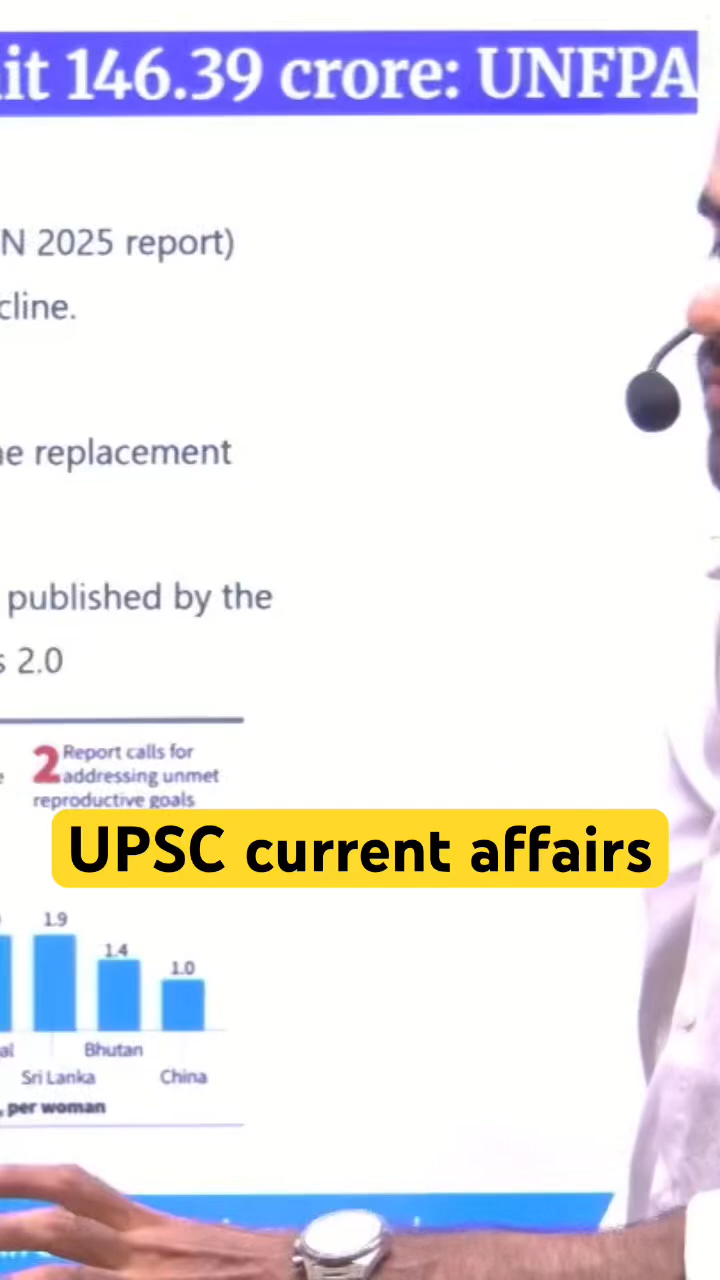 it 146.39 crore: UNFPA
N 2025 report)
cline.
e replacement
published by the
s 2.0
2 Report calls for
addressing unmet
reproductive goals
UPSC current affairs
1.9
1.4
1.0
al
Bhutan
Sri Lanka
China
, per woman